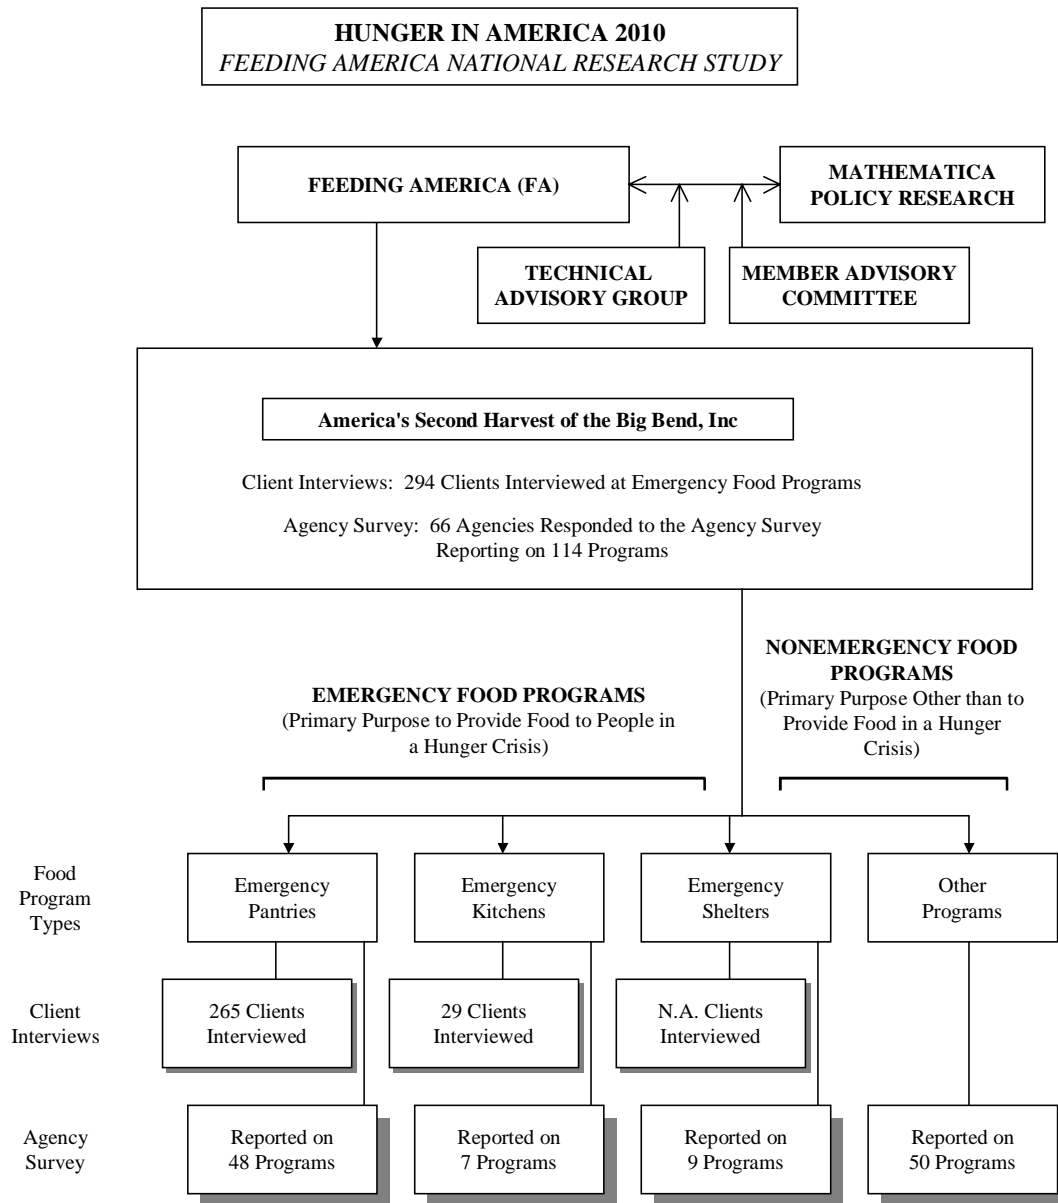 HUNGER IN AMERICA 2010
FEEDING AMERICA NATIONAL RESEARCH STUDY
FEEDING AMERICA (FA)
MATHEMATICA
POLICY RESEARCH
TECHNICAL
ADVISORY GROUP
MEMBER ADVISORY
COMMITTEE
America's Second Harvest of the Big Bend, Inc
Client Interviews: 294 Clients Interviewed at Emergency Food Programs
Agency Survey: 66 Agencies Responded to the Agency Survey
Reporting on 114 Programs
EMERGENCY FOOD PROGRAMS
(Primary Purpose to Provide Food to People in
a Hunger Crisis)
NONEMERGENCY FOOD
PROGRAMS
(Primary Purpose Other than to
Provide Food in a Hunger
Crisis)
Food
Program
Types
Emergency
Pantries
Emergency
Kitchens
Emergency
Shelters
Other
Programs
Client
Interviews
265 Clients
Interviewed
29 Clients
Interviewed
N.A. Clients
Interviewed
Agency
Survey
Reported on
48 Programs
Reported on
7 Programs
Reported on
9 Programs
Reported on
50 Programs